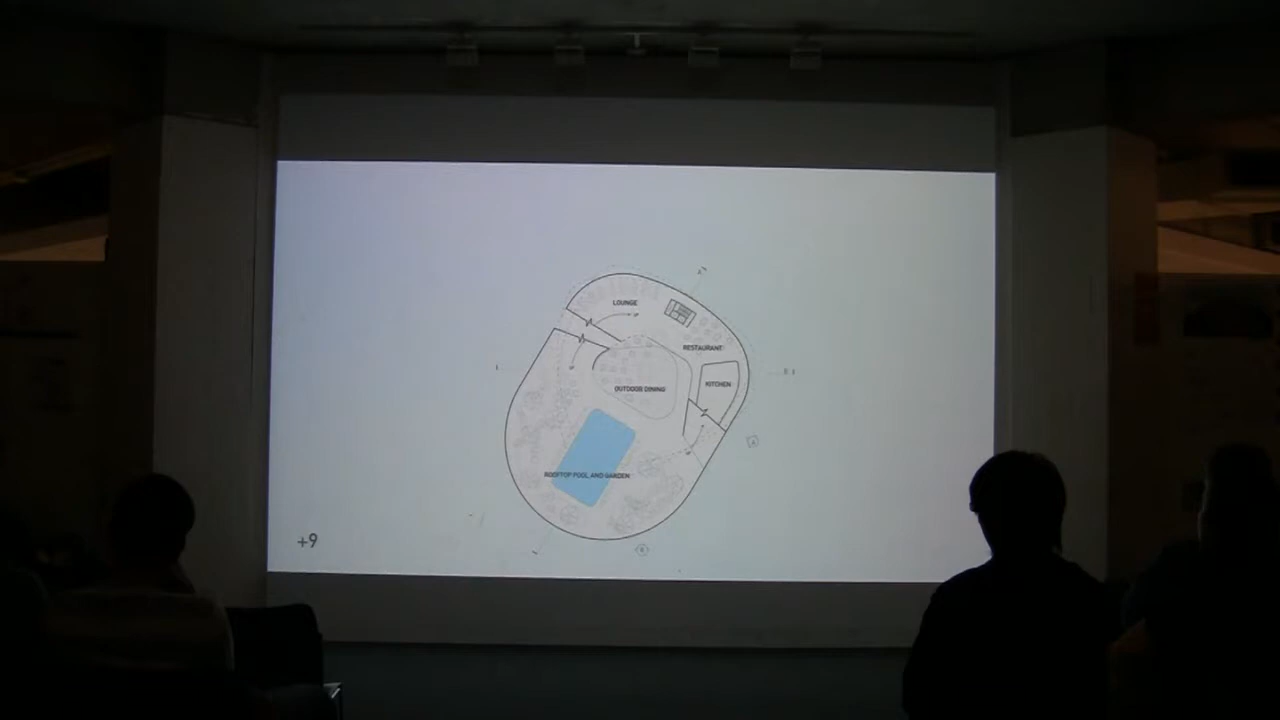 LOUNGE
RESTAURANT
KITCHEN
OUTDOOR DINING
ROOFTOP POOL AND GARDEN
+9